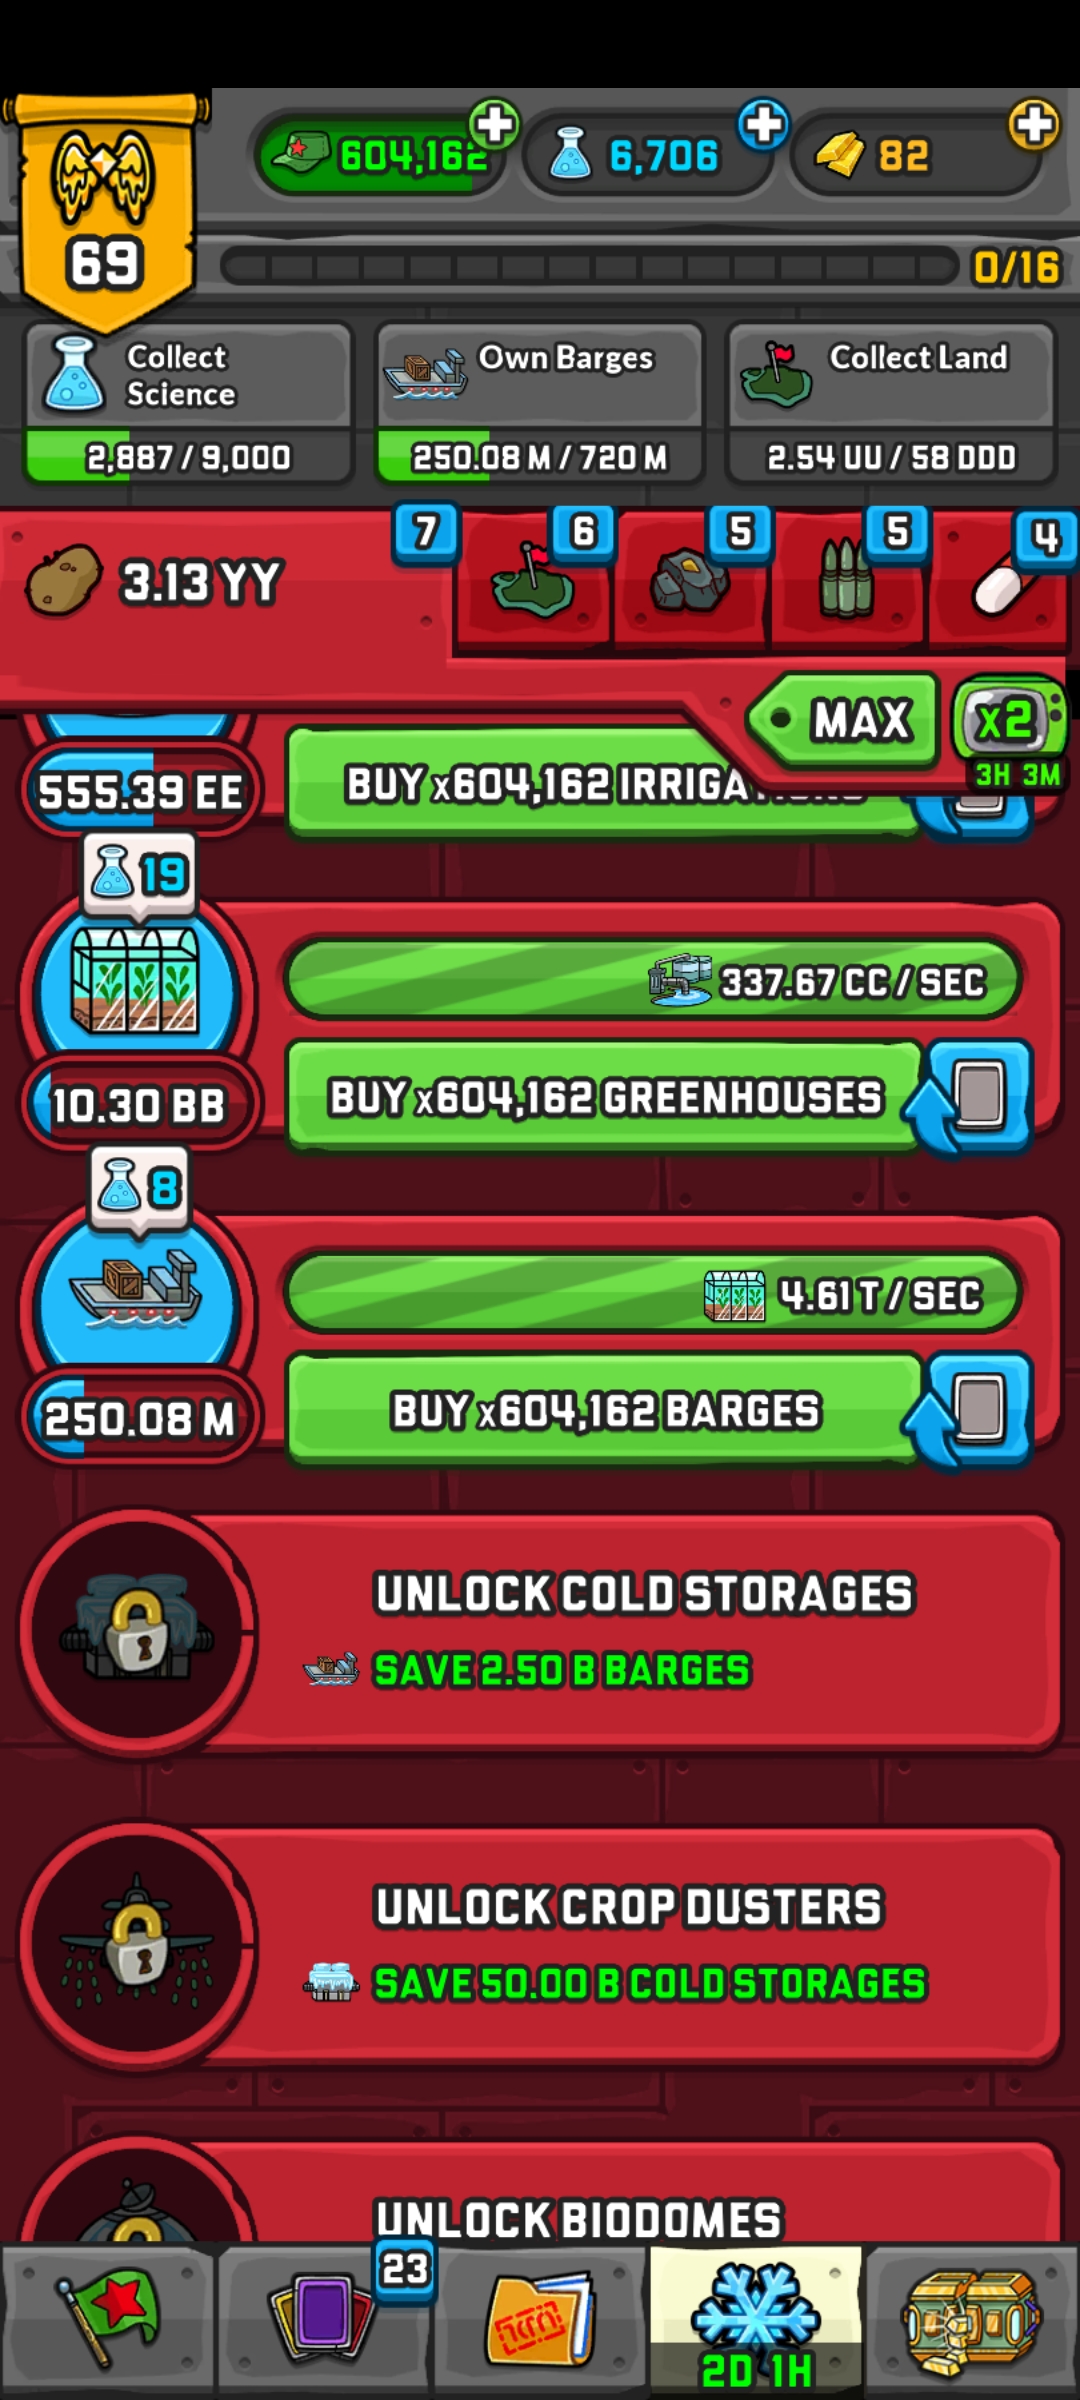 604,162
6,706
82
69
0/16
Collect
Science
2,887 / 9,000
Own Barges
250.08 M / 720 M
Collect Land
2.54 UU / 58 DDD
3.13 YY
7
6
5
5
4
MAX
x2
3H 3M
555.39 EE
BUY x604,162
19
337.67 CC / SEC
10.30 BB
BUY x604,162 GREENHOUSES
8
4.61 T / SEC
250.08 M
BUY x604,162 BARGES
UNLOCK COLD STORAGES
SAVE 2.50 B BARGES
UNLOCK CROP DUSTERS
SAVE 50.00 B COLD STORAGES
UNLOCK BIODOMES
23
2D 1H